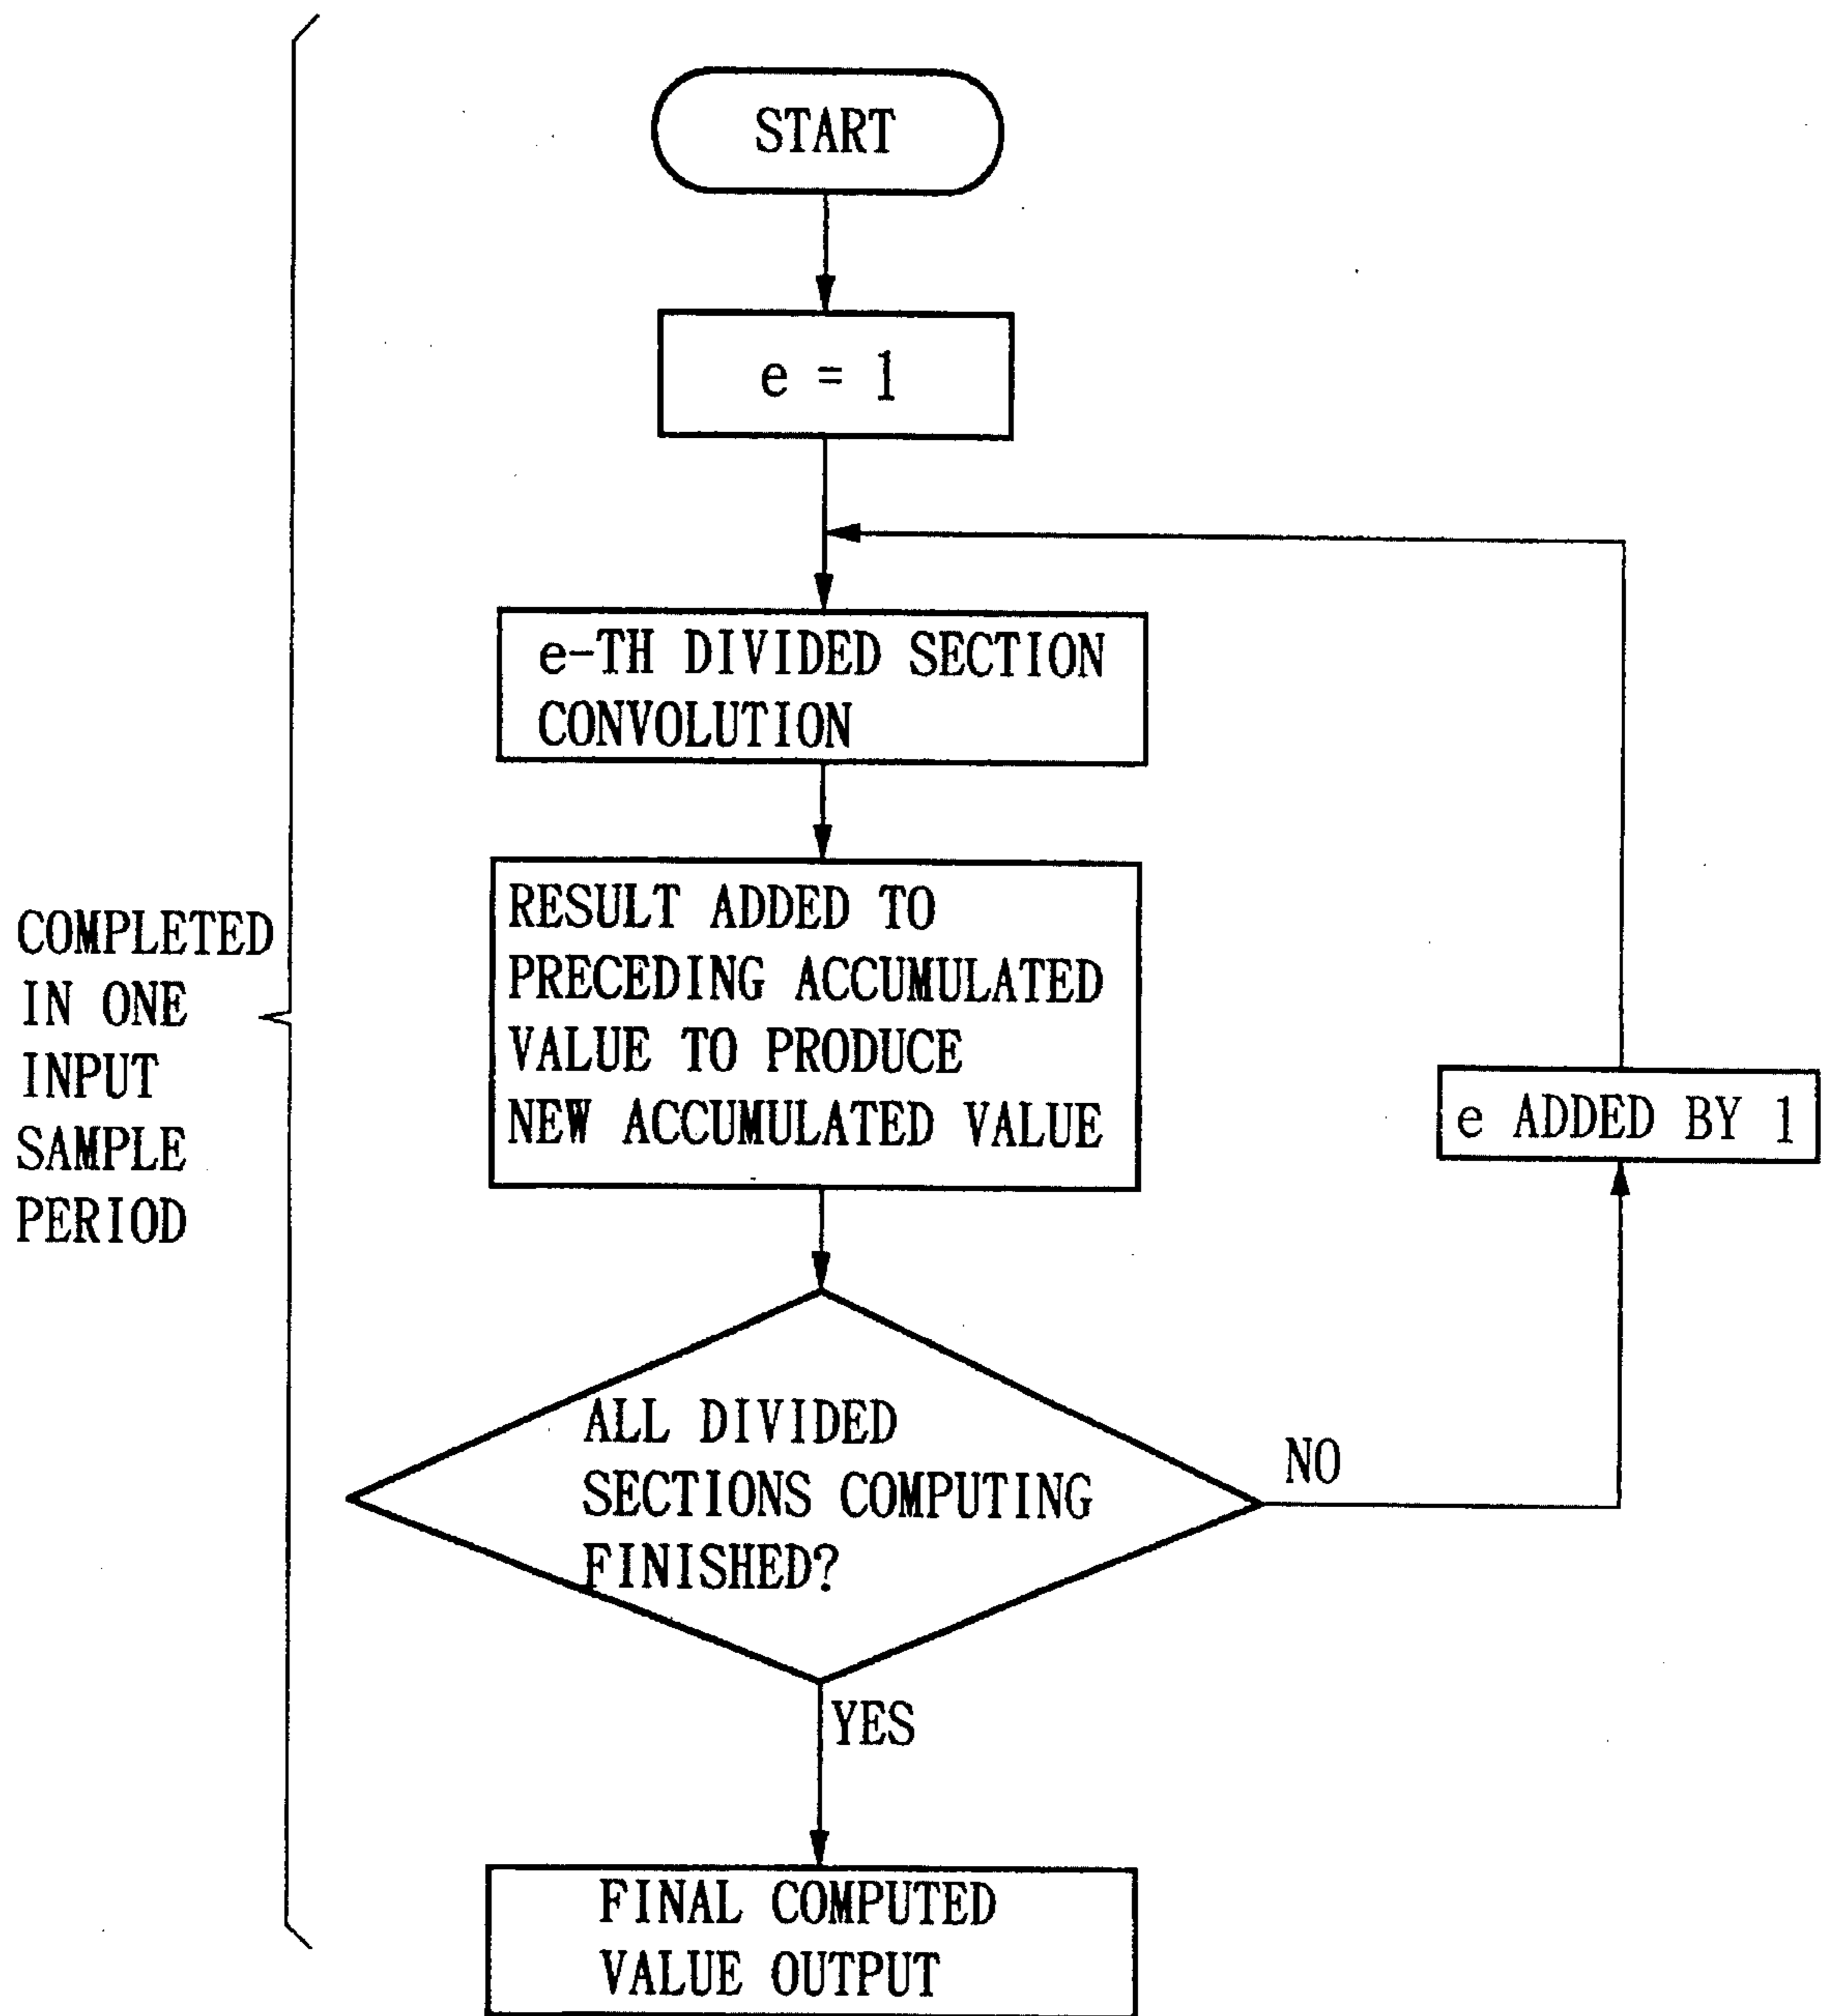 START
e = 1
e-TH DIVIDED SECTION
CONVOLUTION
RESULT ADDED TO
PRECEDING ACCUMULATED
VALUE TO PRODUCE
NEW ACCUMULATED VALUE
COMPLETED
IN ONE
INPUT
SAMPLE
PERIOD
e ADDED BY 1
ALL DIVIDED
SECTIONS COMPUTING
FINISHED?
NO
YES
FINAL COMPUTED
VALUE OUTPUT